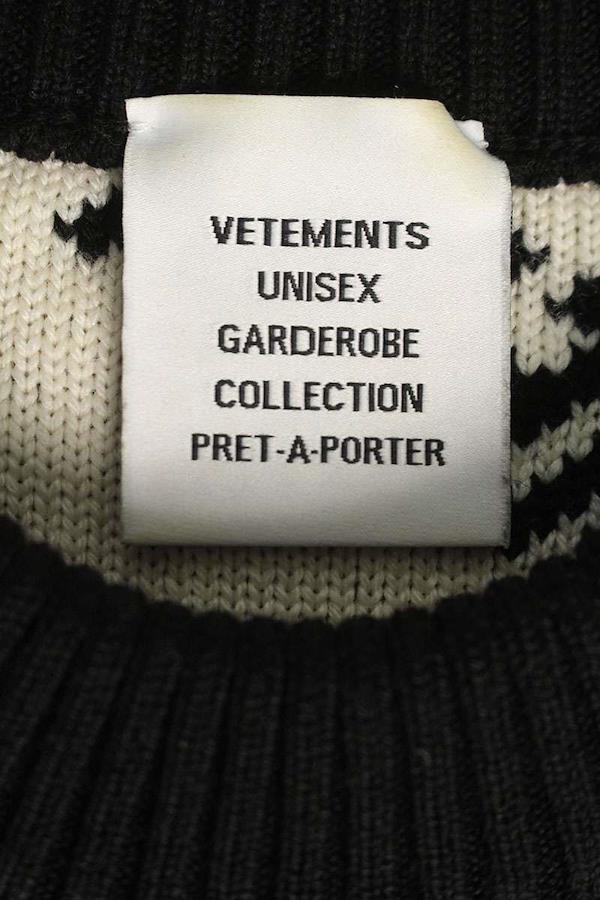 VETEMENTS
UNISEX
GARDEROBE
COLLECTION
PRET-A-PORTER